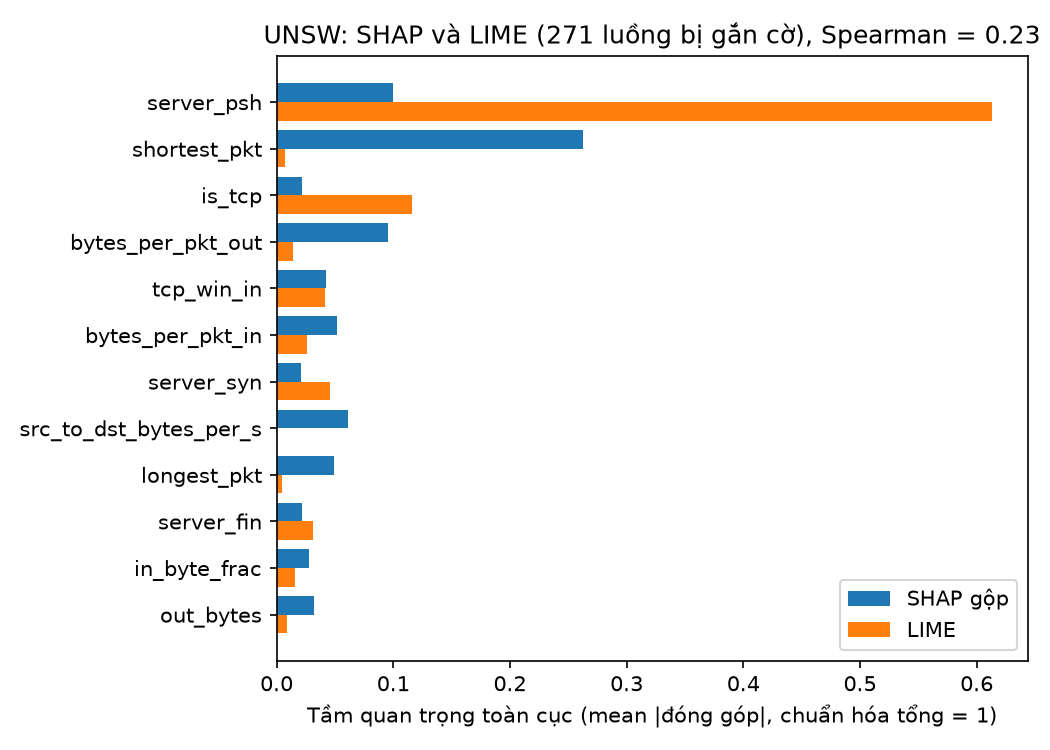 UNSW: SHAP và LIME (271 luồng bị gắn cờ), Spearman = 0.23
server_psh
shortest_pkt
is_tcp
bytes_per_pkt_out
tcp_win_in
bytes_per_pkt_in
server_syn
src_to_dst_bytes_per_s
longest_pkt
server_fin
in_byte_frac
out_bytes
SHAP gộp
LIME
0.0 0.1 0.2 0.3 0.4 0.5 0.6
Tầm quan trọng toàn cục (mean |đóng góp|, chuẩn hóa tổng = 1)